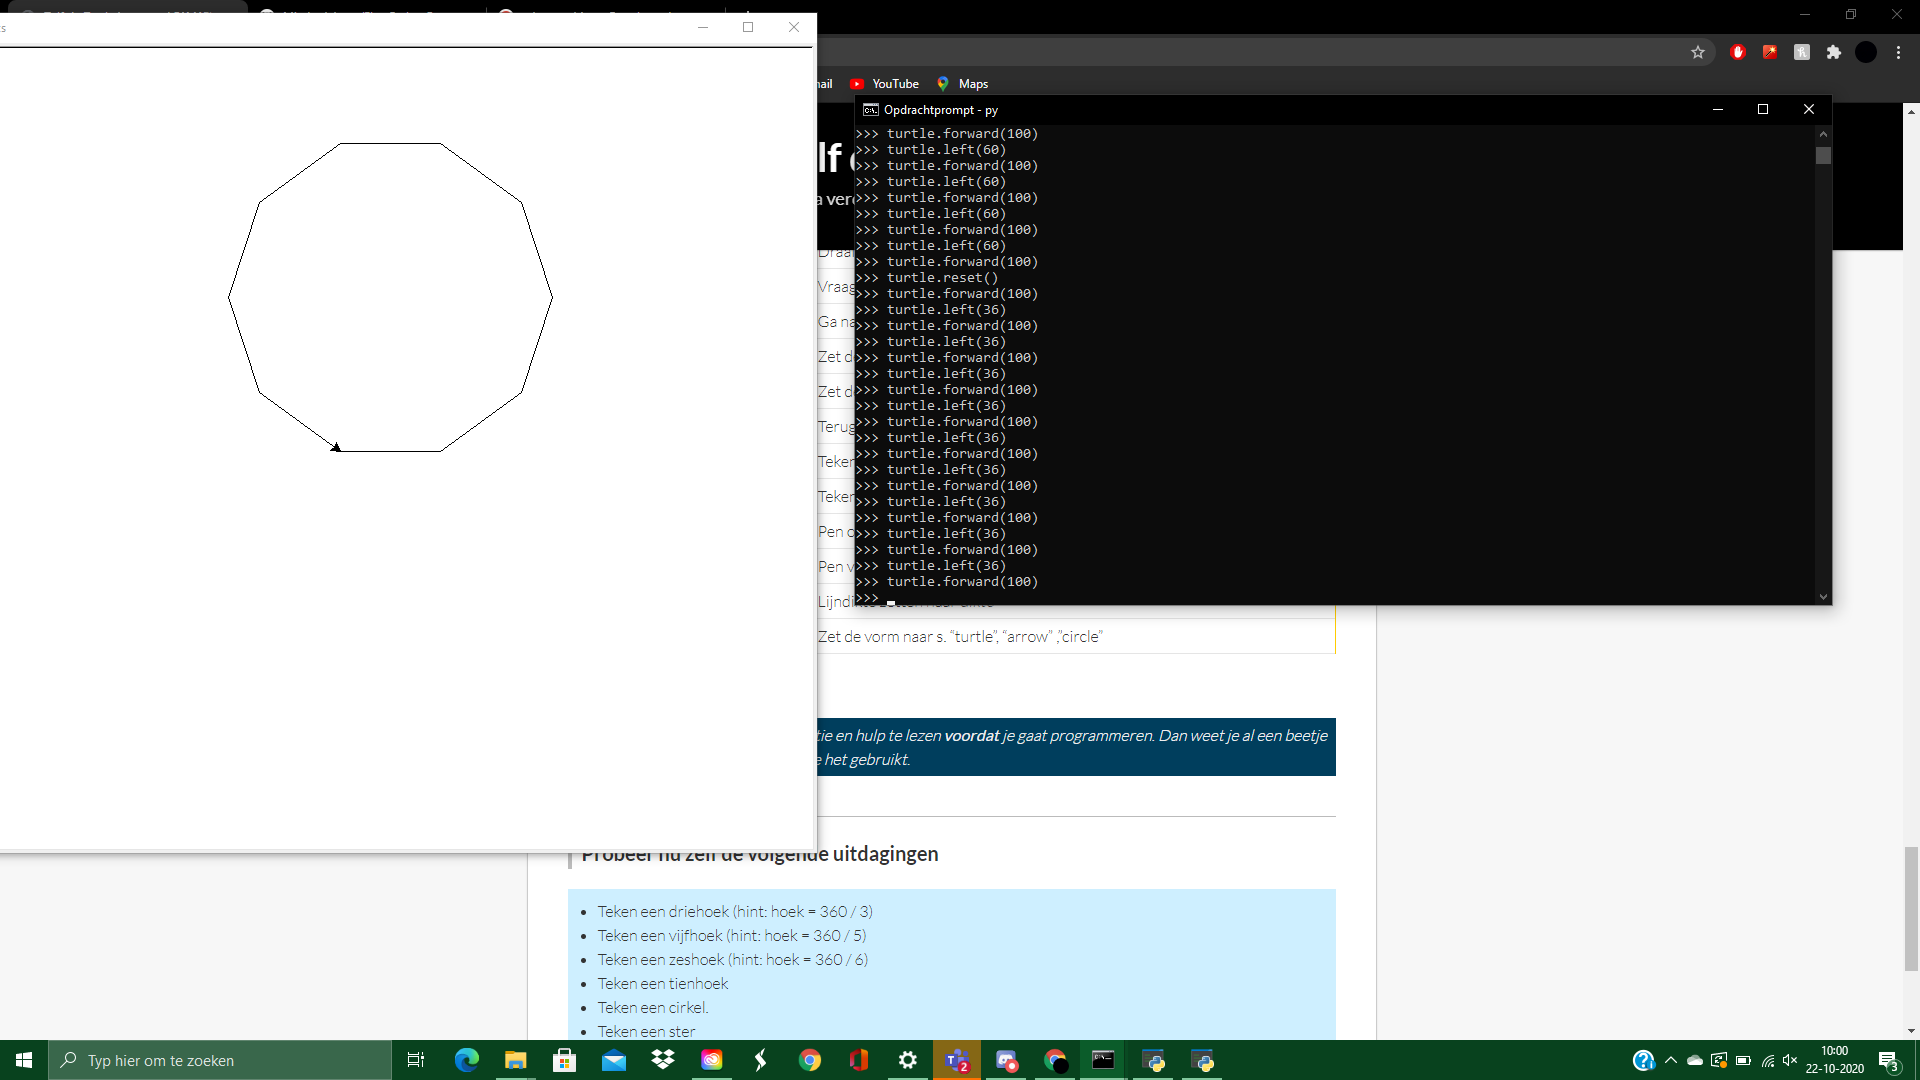 YouTube
Maps
Opdrachtprompt - py
>>> turtle.forward(100)
>>> turtle.left(60)
>>> turtle.forward(100)
>>> turtle.left(60)
>>> turtle.forward(100)
>>> turtle.left(60)
>>> turtle.forward(100)
>>> turtle.left(60)
>>> turtle.forward(100)
>>> turtle.reset()
>>> turtle.forward(100)
>>> turtle.left(36)
>>> turtle.forward(100)
>>> turtle.left(36)
>>> turtle.forward(100)
>>> turtle.left(36)
>>> turtle.forward(100)
>>> turtle.left(36)
>>> turtle.forward(100)
>>> turtle.left(36)
>>> turtle.forward(100)
>>> turtle.left(36)
>>> turtle.forward(100)
>>> turtle.left(36)
>>> turtle.forward(100)
>>> turtle.left(36)
>>> turtle.forward(100)
>>> turtle.left(36)
>>> turtle.forward(100)
>>>
lf
a ver
Draai
Vraag
Ga na
Zet d
Zet d
Terug
Teken
Teken
Pen o
Pen v
Zet de vorm naar s. “turtle”, “arrow” ,”circle”
tie en hulp te lezen voordat je gaat programmeren. Dan weet je al een beetje
e het gebruikt.
Probeer nu zelf de volgende uitdagingen
• Teken een driehoek (hint: hoek = 360 / 3)
• Teken een vijfhoek (hint: hoek = 360 / 5)
• Teken een zeshoek (hint: hoek = 360 / 6)
• Teken een tienhoek
• Teken een cirkel.
• Teken een ster
Typ hier om te zoeken
2
10:00
22-10-2020
3